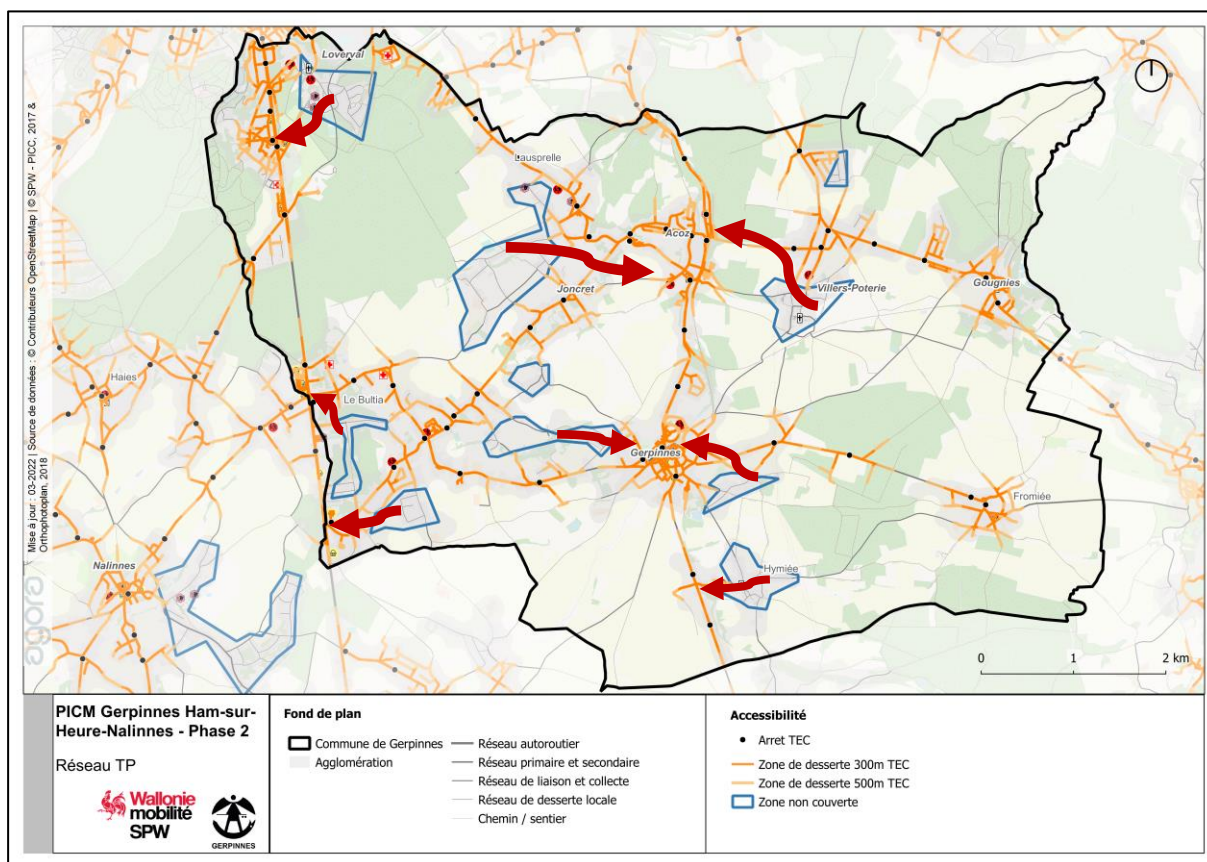 Mise à jour : 03-2022 | Source de données : © Contributeurs OpenStreetMap | © SPW - PICC, 2017 &
Orthophotoplan, 2018
agora
Loverval
Lausprelle
Acoz
Joncret
Villers-Poterie
Gougnies
Haies
Le Bultia
Gerpinnes
Fromiée
Nalinnes
Hymiée
0 1 2 km
PICM Gerpinnes Ham-sur-
Heure-Nalinnes - Phase 2
Réseau TP
Wallonie
mobilité
SPW
GERPINNES
Fond de plan
Commune de Gerpinnes
Agglomération
Réseau autoroutier
Réseau primaire et secondaire
Réseau de liaison et collecte
Réseau de desserte locale
Chemin / sentier
Accessibilité
Arret TEC
Zone de desserte 300m TEC
Zone de desserte 500m TEC
Zone non couverte